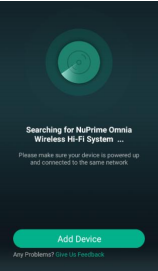 Searching for NuPrime Omnia
Wireless Hi-Fi System ...
Please make sure your device is powered up
and connected to the same network
Add Device
Any Problems? Give Us Feedback